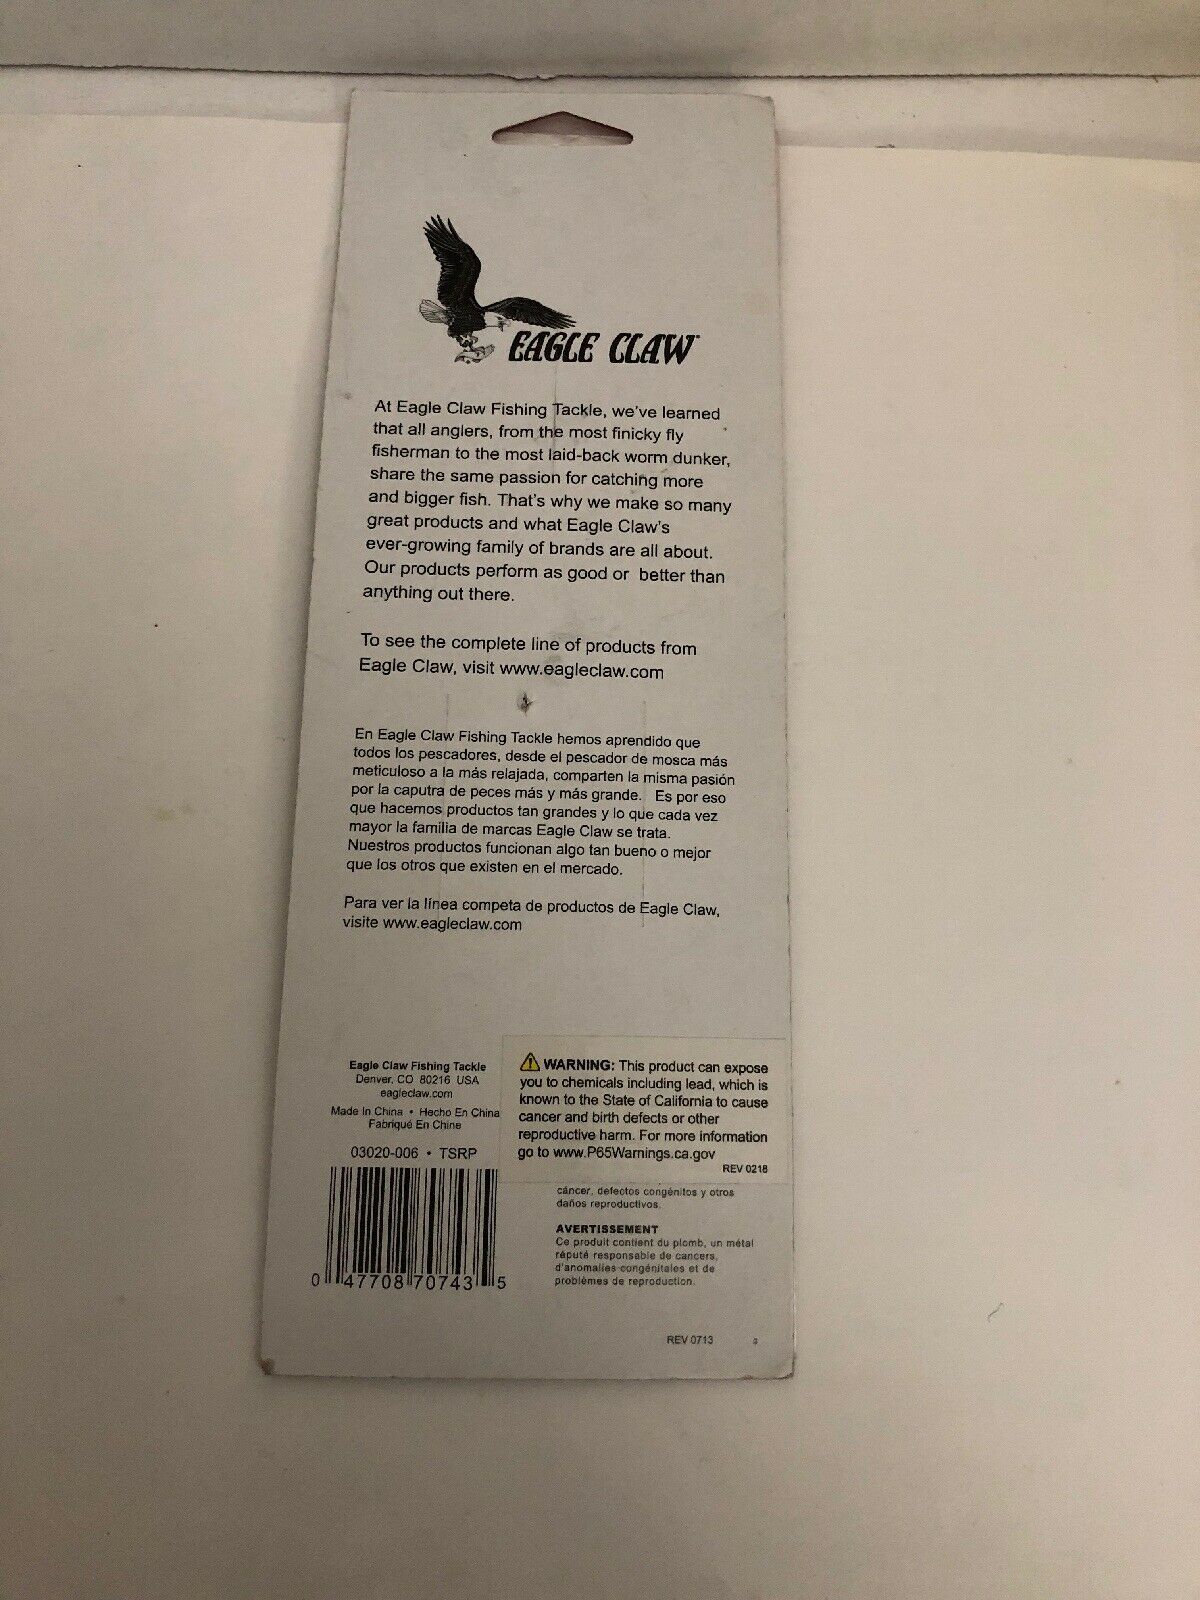 EAGLE CLAW™
At Eagle Claw Fishing Tackle, we've learned
that all anglers, from the most finicky fly
fisherman to the most laid-back worm dunker,
share the same passion for catching more
and bigger fish. That's why we make so many
great products and what Eagle Claw's
ever-growing family of brands are all about.
Our products perform as good or better than
anything out there.
To see the complete line of products from
Eagle Claw, visit www.eagleclaw.com
En Eagle Claw Fishing Tackle hemos aprendido que
todos los pescadores, desde el pescador de mosca más
meticuloso a la más relajada, comparten la misma pasión
por la caputra de peces más y más grande. Es por eso
que hacemos productos tan grandes y lo que cada vez
mayor la familia de marcas Eagle Claw se trata.
Nuestros productos funcionan algo tan bueno o mejor
que los otros que existen en el mercado.
Para ver la línea competa de productos de Eagle Claw,
visite www.eagleclaw.com
Eagle Claw Fishing Tackle
Denver, CO 80216 USA
eagleclaw.com
Made In China • Hecho En China
Fabriqué En Chine
03020-006 • TSRP
0 47708 70743 5
WARNING: This product can expose
you to chemicals including lead, which is
known to the State of California to cause
cancer and birth defects or other
reproductive harm. For more information
go to www.P65Warnings.ca.gov
REV 0218
cáncer, defectos congénitos y otros
daños reproductivos.
AVERTISSEMENT
Ce produit contient du plomb, un métal
réputé responsable de cancers,
d'anomalies congénitales et de
problèmes de reproduction.
REV 0713